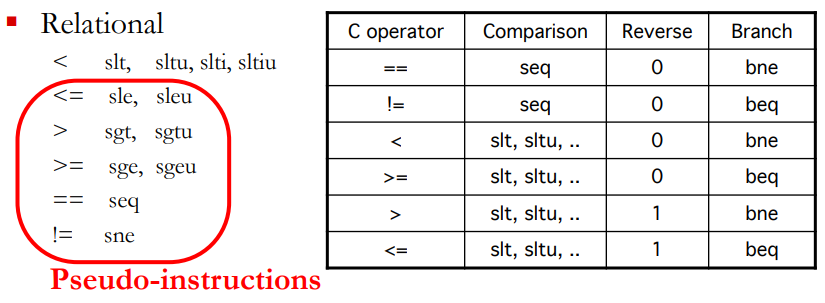 ▪ Relational
< slt, sltu, slti, sltiu
<= sle, sleu
> sgt, sgtu
>= sge, sgeu
== seq
!= sne
Pseudo-instructions
C operator Comparison Reverse Branch
== seq 0 bne
!= seq 0 beq
< slt, sltu, .. 0 bne
>= slt, sltu, .. 0 beq
> slt, sltu, .. 1 bne
<= slt, sltu, .. 1 beq